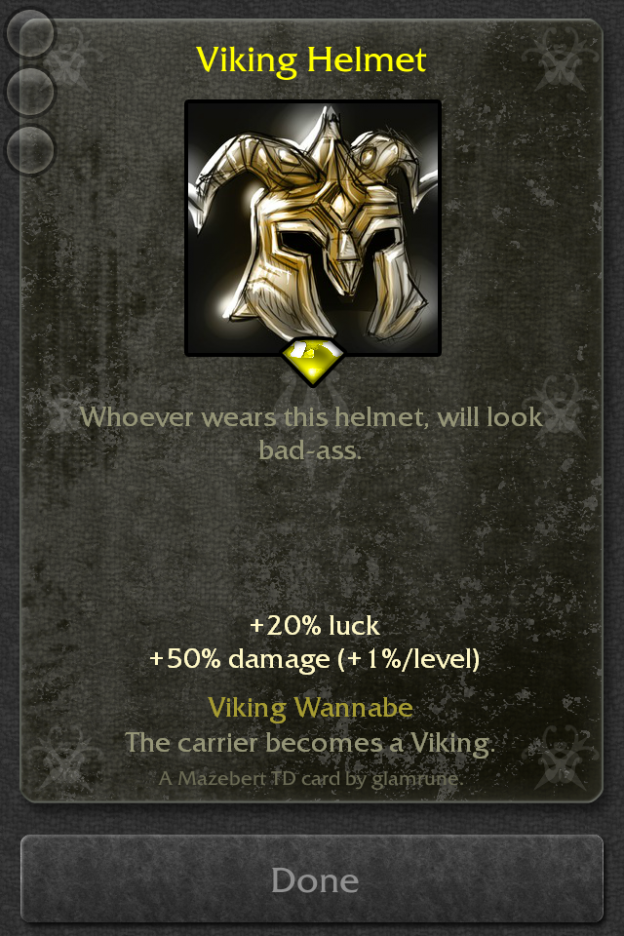 Viking Helmet
Whoever wears this helmet, will look
bad-ass.
+20% luck
+50% damage (+1%/level)
Viking Wannabe
The carrier becomes a Viking.
A Mazebert TD card by glamrune.
Done